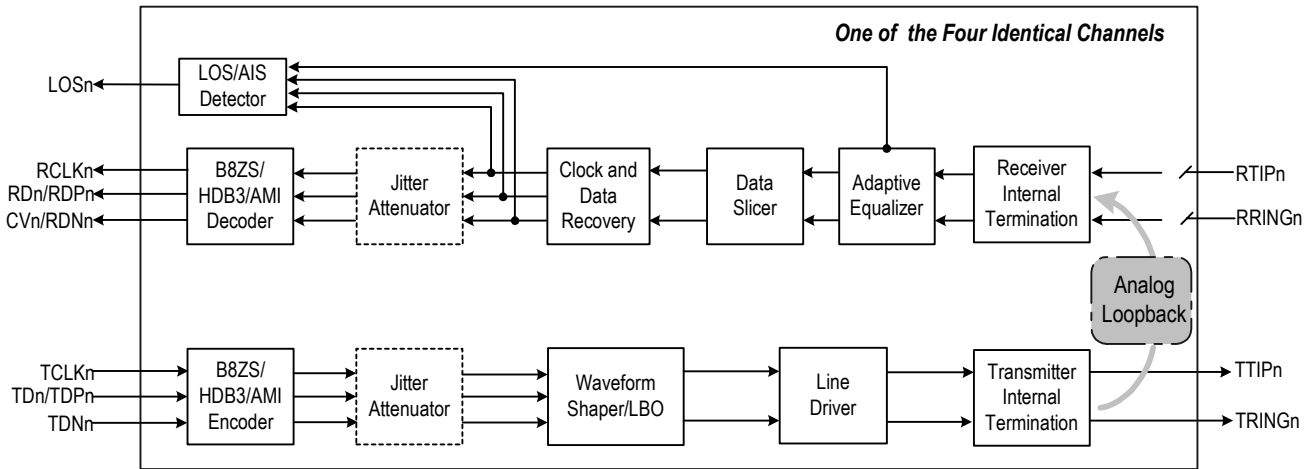 One of the Four Identical Channels
LOSn
LOS/AIS
Detector
RCLKn
RDn/RDPn
CVn/RDNn
B8ZS/
HDB3/AMI
Decoder
Jitter
Attenuator
Clock and
Data
Recovery
Data
Slicer
Adaptive
Equalizer
Receiver
Internal
Termination
RTIPn
RRINGn
Analog
Loopback
TCLKn
TDn/TDPn
TDNn
B8ZS/
HDB3/AMI
Encoder
Jitter
Attenuator
Waveform
Shaper/LBO
Line
Driver
Transmitter
Internal
Termination
TTIPn
TRINGn